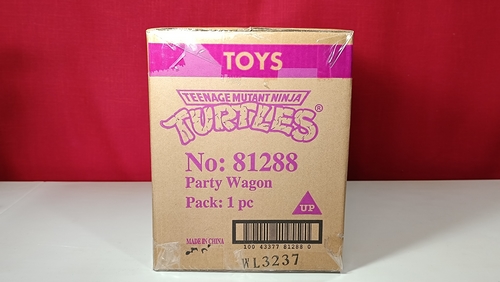 TOYS
TEENAGE MUTANT NINJA
TURTLES®
No: 81288
Party Wagon
Pack: 1 pc
UP
MADE IN CHINA
100 43377 81288 0
WL3237